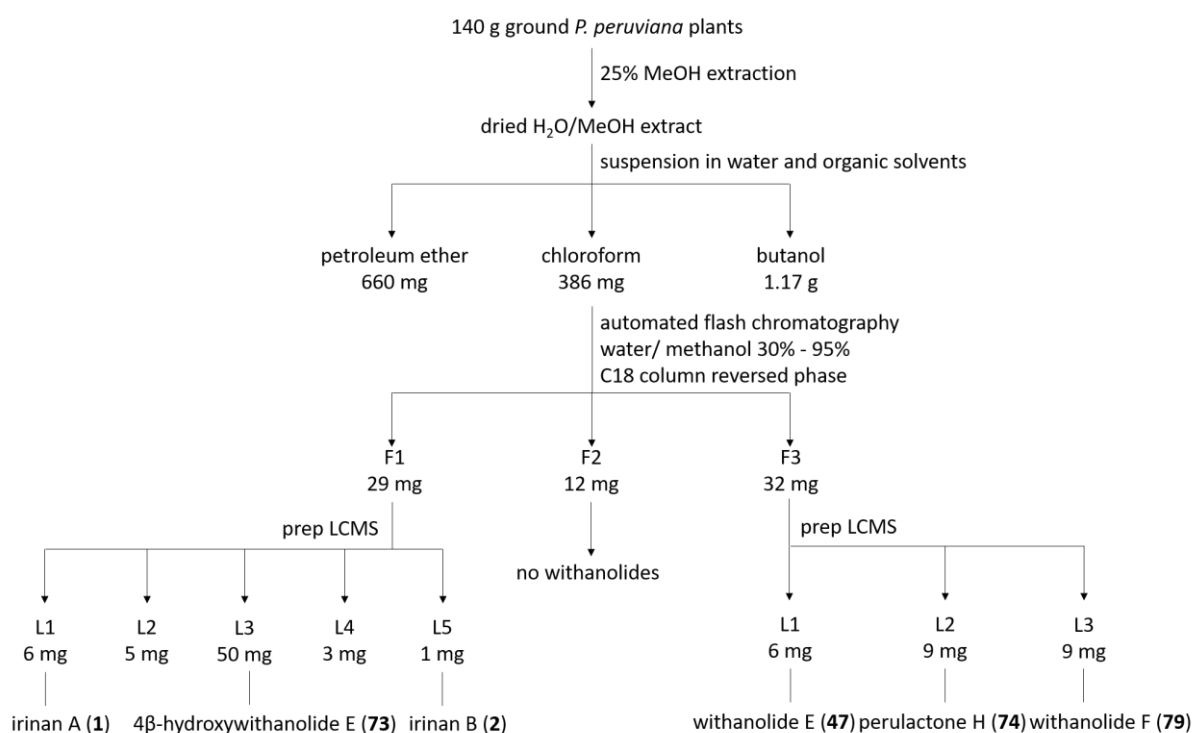 140 g ground P. peruviana plants
25% MeOH extraction
dried H₂O/MeOH extract
suspension in water and organic solvents
petroleum ether chloroform butanol
660 mg 386 mg 1.17 g
automated flash chromatography
water/ methanol 30% - 95%
C18 column reversed phase
F1 F2 F3
29 mg 12 mg 32 mg
prep LCMS prep LCMS
no withanolides
L1 L2 L3 L4 L5 L1 L2 L3
6 mg 5 mg 50 mg 3 mg 1 mg 6 mg 9 mg 9 mg
irinan A (1) 4β-hydroxywithanolide E (73) irinan B (2) withanolide E (47) perulactone H (74) withanolide F (79)